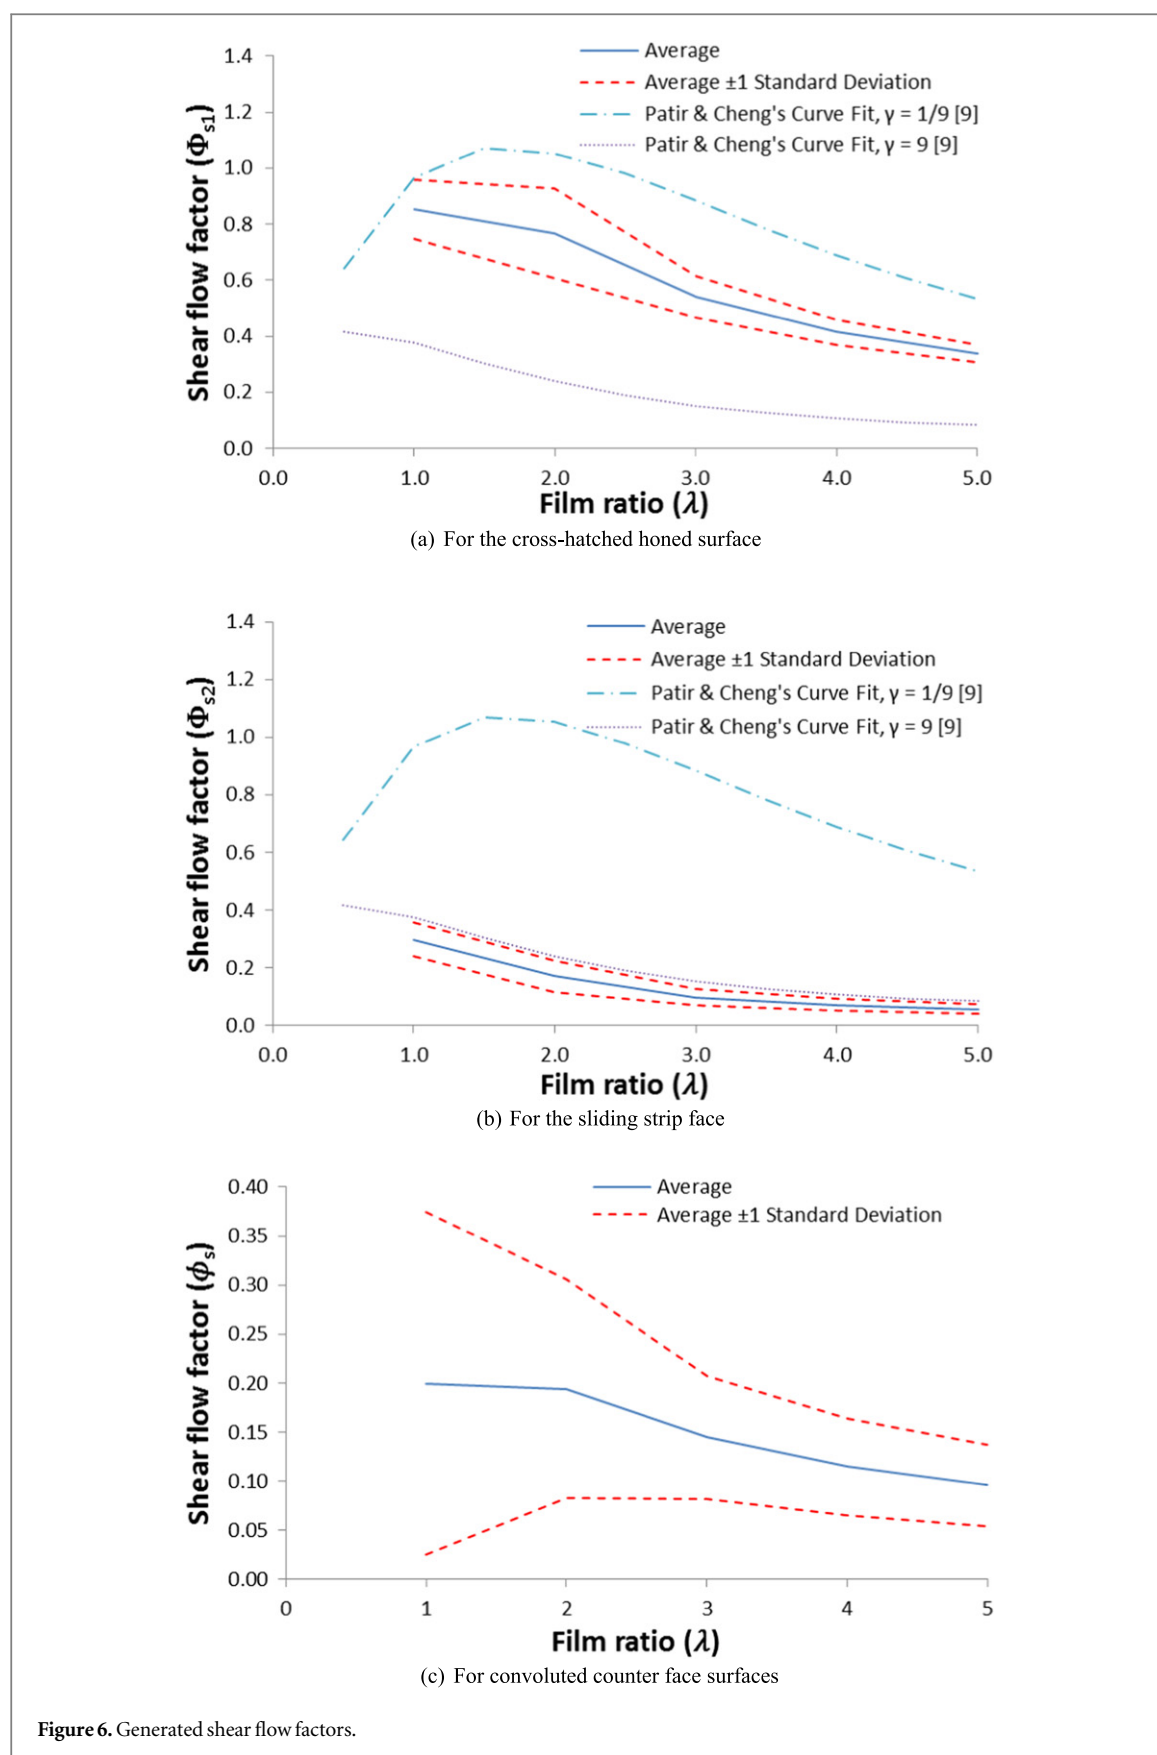 Average
Average ±1 Standard Deviation
Patir & Cheng's Curve Fit, γ = 1/9 [9]
Patir & Cheng's Curve Fit, γ = 9 [9]
Shear flow factor (Φs1)
1.4
1.2
1.0
0.8
0.6
0.4
0.2
0.0
0.0 1.0 2.0 3.0 4.0 5.0
Film ratio (λ)
(a) For the cross-hatched honed surface
Average
Average ±1 Standard Deviation
Patir & Cheng's Curve Fit, γ = 1/9 [9]
Patir & Cheng's Curve Fit, γ = 9 [9]
Shear flow factor (Φs2)
1.4
1.2
1.0
0.8
0.6
0.4
0.2
0.0
0.0 1.0 2.0 3.0 4.0 5.0
Film ratio (λ)
(b) For the sliding strip face
Average
Average ±1 Standard Deviation
Shear flow factor (ϕs)
0.40
0.35
0.30
0.25
0.20
0.15
0.10
0.05
0.00
0 1 2 3 4 5
Film ratio (λ)
(c) For convoluted counter face surfaces
Figure 6. Generated shear flow factors.